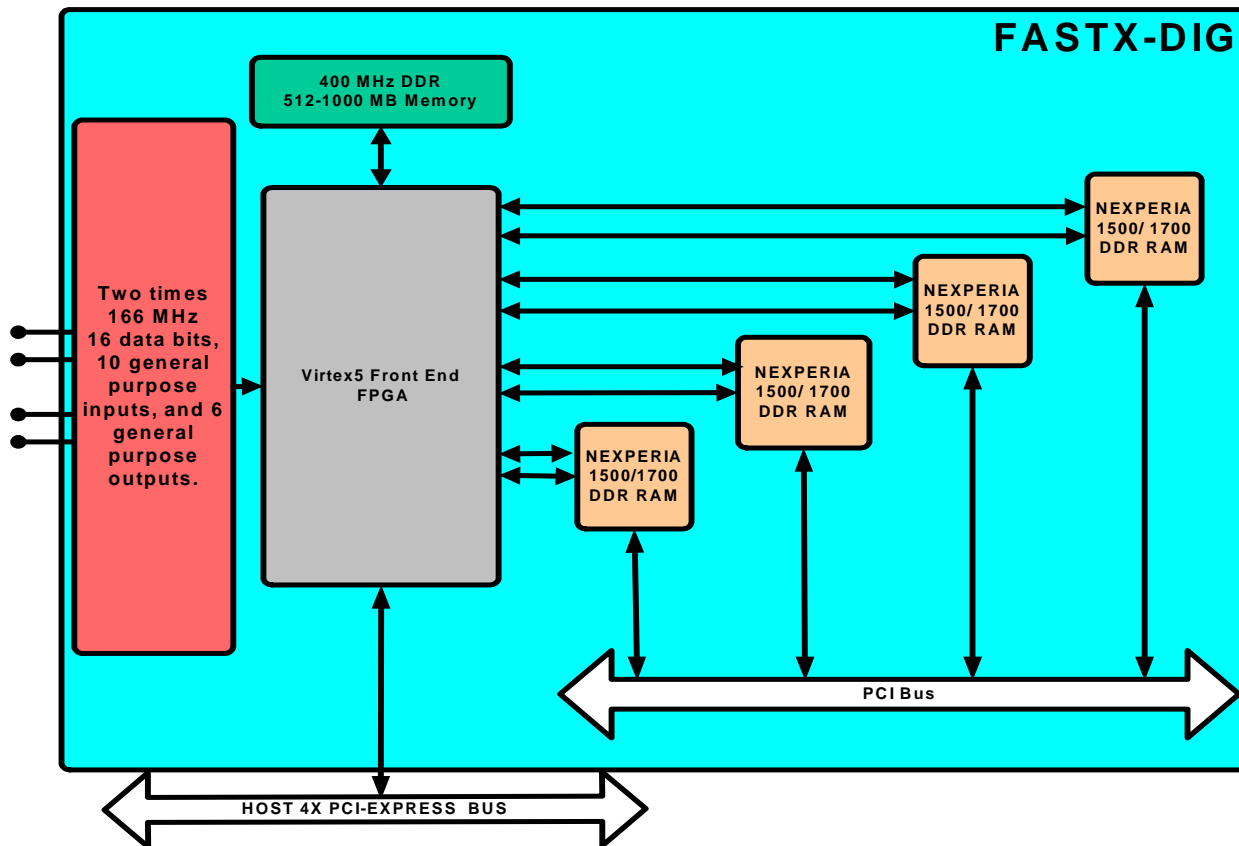 FASTX-DIG
400 MHz DDR
512-1000 MB Memory
Two times
166 MHz
16 data bits,
10 general
purpose
inputs, and 6
general
purpose
outputs.
Virtex5 Front End
FPGA
NEXPERIA
1500/ 1700
DDR RAM
NEXPERIA
1500/ 1700
DDR RAM
NEXPERIA
1500/ 1700
DDR RAM
NEXPERIA
1500/1700
DDR RAM
PCI Bus
HOST 4X PCI-EXPRESS BUS